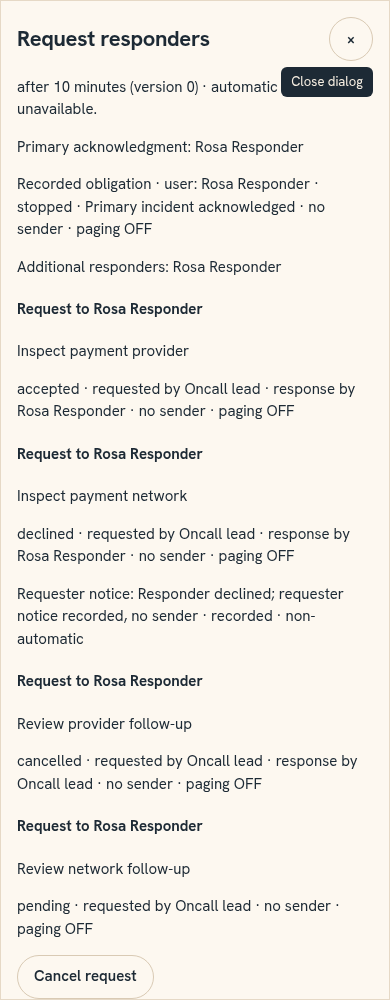 Request responders
×
Close dialog
after 10 minutes (version 0) · automatic
unavailable.
Primary acknowledgment: Rosa Responder
Recorded obligation · user: Rosa Responder ·
stopped · Primary incident acknowledged · no
sender · paging OFF
Additional responders: Rosa Responder
Request to Rosa Responder
Inspect payment provider
accepted · requested by Oncall lead · response by
Rosa Responder · no sender · paging OFF
Request to Rosa Responder
Inspect payment network
declined · requested by Oncall lead · response by
Rosa Responder · no sender · paging OFF
Requester notice: Responder declined; requester
notice recorded, no sender · recorded · non-
automatic
Request to Rosa Responder
Review provider follow-up
cancelled · requested by Oncall lead · response by
Oncall lead · no sender · paging OFF
Request to Rosa Responder
Review network follow-up
pending · requested by Oncall lead · no sender ·
paging OFF
Cancel request